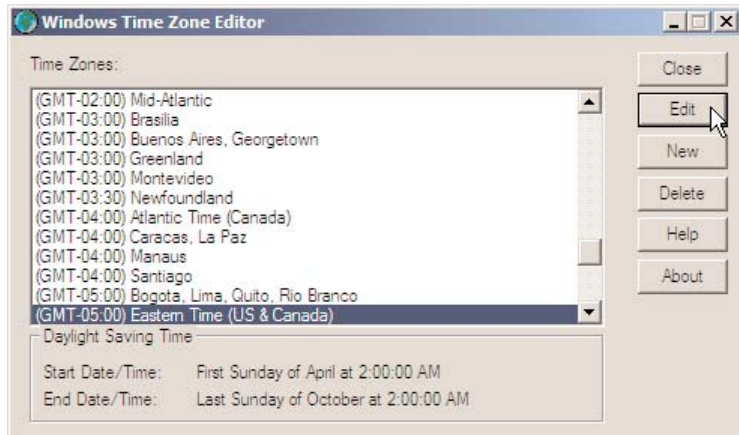 Windows Time Zone Editor
Time Zones:
(GMT-02:00) Mid-Atlantic
(GMT-03:00) Brasilia
(GMT-03:00) Buenos Aires, Georgetown
(GMT-03:00) Greenland
(GMT-03:00) Montevideo
(GMT-03:30) Newfoundland
(GMT-04:00) Atlantic Time (Canada)
(GMT-04:00) Caracas, La Paz
(GMT-04:00) Manaus
(GMT-04:00) Santiago
(GMT-05:00) Bogota, Lima, Quito, Rio Branco
(GMT-05:00) Eastern Time (US & Canada)
Daylight Saving Time
Start Date/Time: First Sunday of April at 2:00:00 AM
End Date/Time: Last Sunday of October at 2:00:00 AM
Close
Edit
New
Delete
Help
About